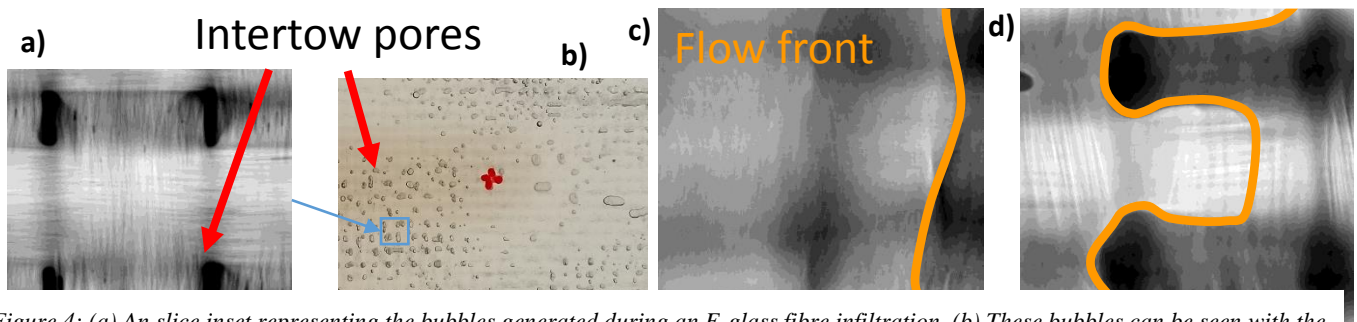 a)
Intertow pores
b)
c)
Flow front
d)
Figure 4: (a) An slice inset representing the bubbles generated during an E-glass fibre infiltration. (b) These bubbles can be seen with the